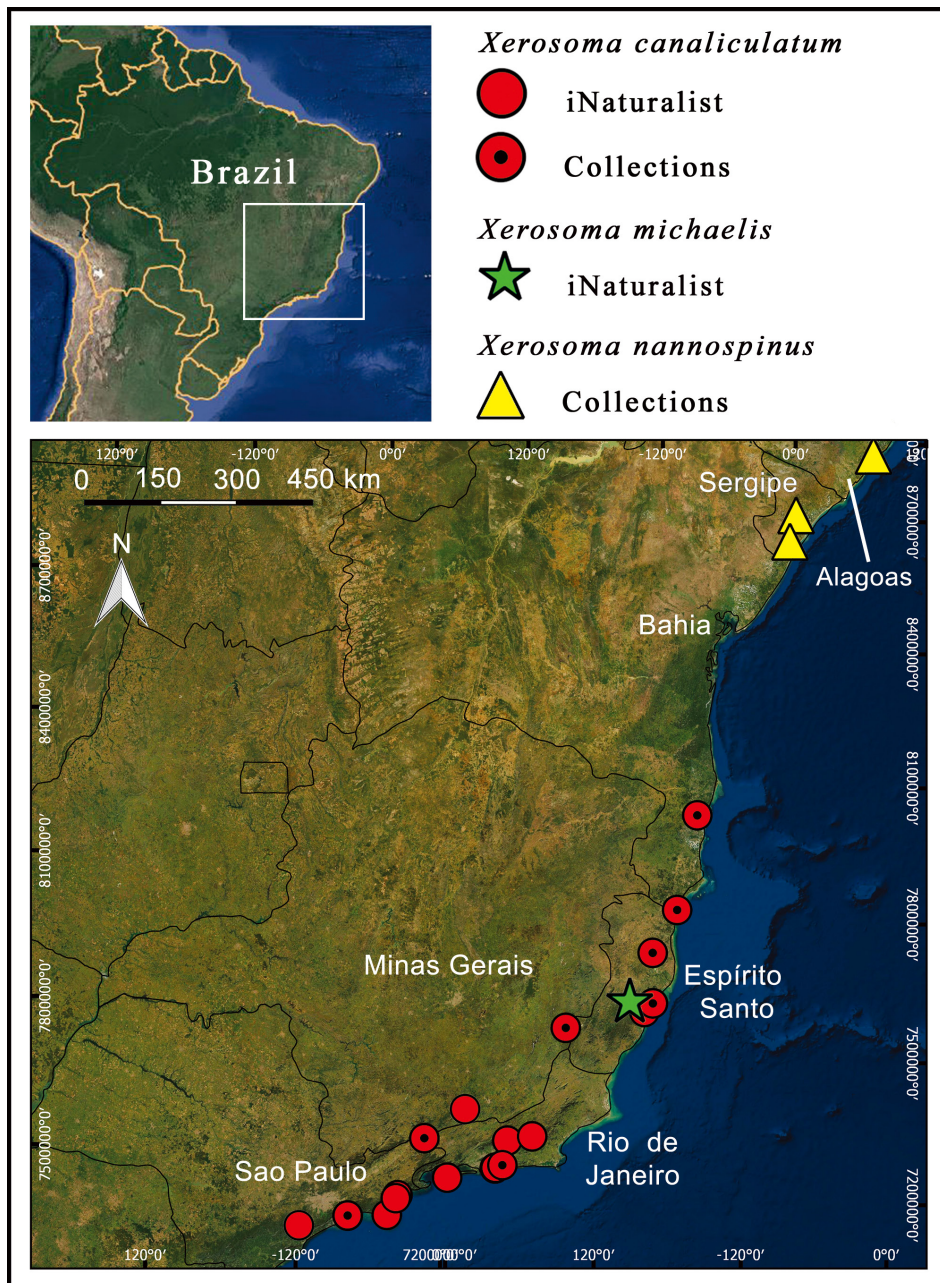 Brazil
Xerosoma canaliculatum
iNaturalist
Collections
Xerosoma michaelis
iNaturalist
Xerosoma nannospinus
Collections
120°0′ -120°0′ 0°0′ 120°0′ -120°0′ 0°0′
0 150 300 450 km
N
Sergipe
Alagoas
Bahia
Minas Gerais
Espírito
Santo
Rio de
Janeiro
Sao Paulo
8700000°0′
8400000°0′
8100000°0′
7800000°0′
7500000°0′
8700000°0′
8400000°0′
8100000°0′
7800000°0′
7500000°0′
7200000°0′
120°0′ -120°0′ 120°0′ -120°0′ 0°0′